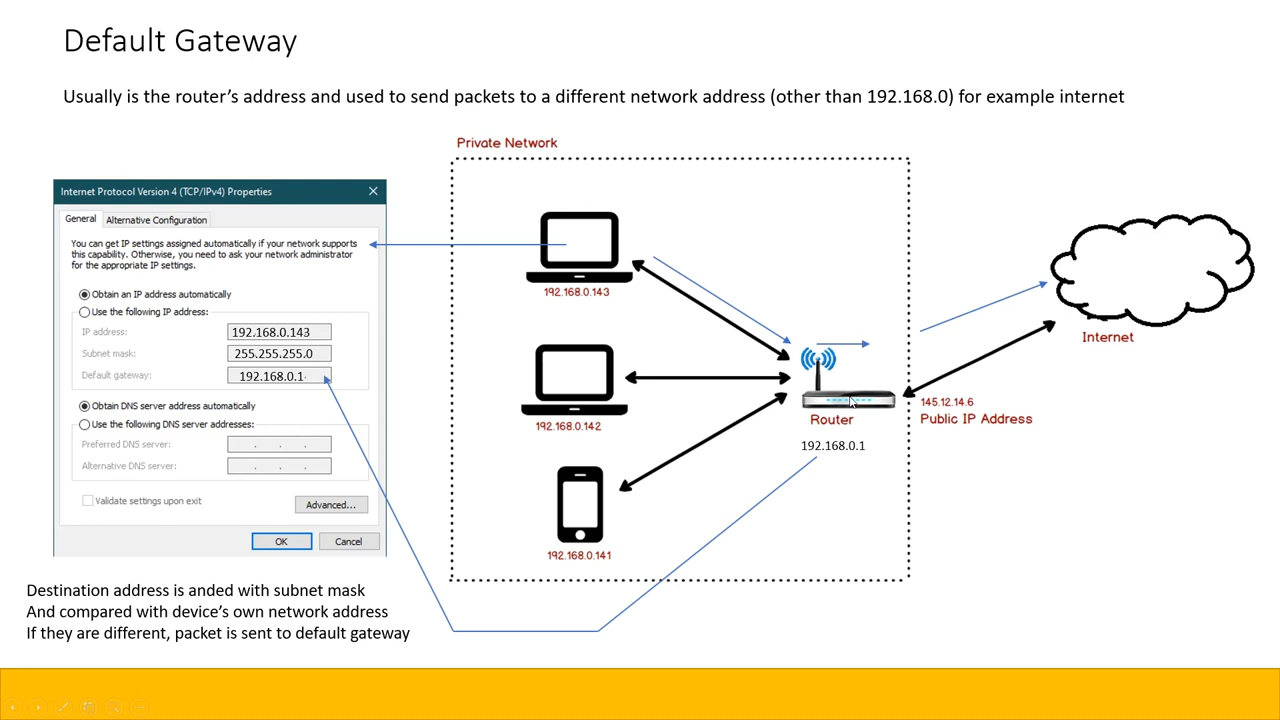 Default Gateway
Usually is the router's address and used to send packets to a different network address (other than 192.168.0) for example internet
Private Network
Internet Protocol Version 4 (TCP/IPv4) Properties
General
Alternative Configuration
You can get IP settings assigned automatically if your network supports
this capability. Otherwise, you need to ask your network administrator
for the appropriate IP settings.
Obtain an IP address automatically
Use the following IP address:
IP address: 192.168.0.143
Subnet mask: 255.255.255.0
Default gateway: 192.168.0.1
Obtain DNS server address automatically
Use the following DNS server addresses:
Preferred DNS server: . . .
Alternative DNS server: . . .
Validate settings upon exit
Advanced...
OK
Cancel
192.168.0.143
192.168.0.142
192.168.0.141
Router
192.168.0.1
145.12.14.6
Public IP Address
Internet
Destination address is anded with subnet mask
And compared with device's own network address
If they are different, packet is sent to default gateway